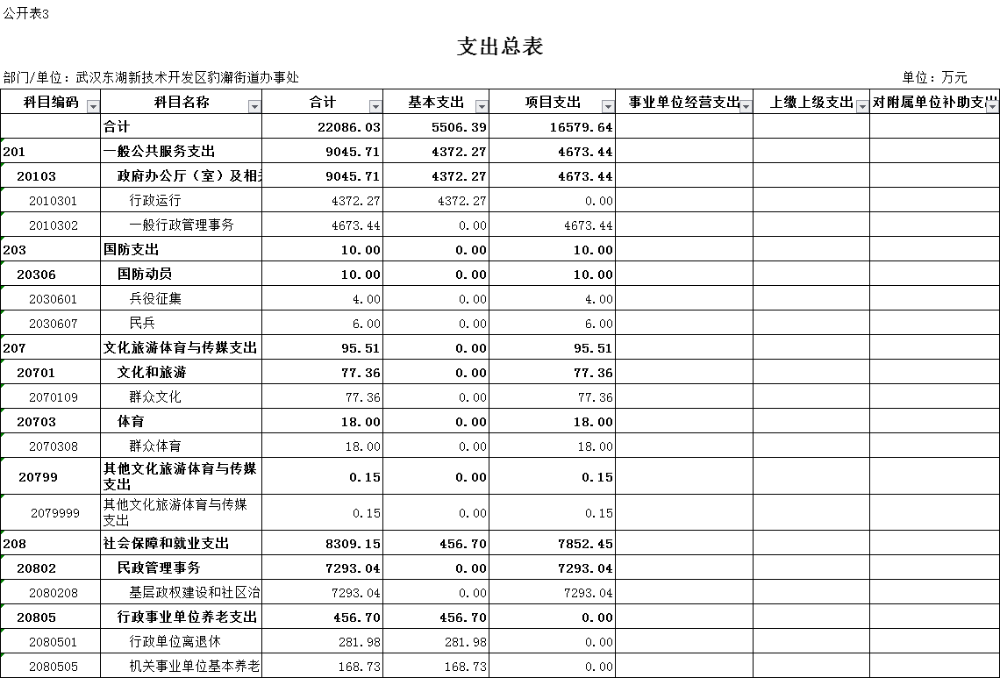 公开表3
支出总表
部门/单位：武汉东湖新技术开发区豹澥街道办事处 单位：万元
科目编码 科目名称 合计 基本支出 项目支出 事业单位经营支出 上缴上级支出 对附属单位补助支出
合计 22086.03 5506.39 16579.64
201 一般公共服务支出 9045.71 4372.27 4673.44
20103 政府办公厅（室）及相关 9045.71 4372.27 4673.44
2010301 行政运行 4372.27 4372.27 0.00
2010302 一般行政管理事务 4673.44 0.00 4673.44
203 国防支出 10.00 0.00 10.00
20306 国防动员 10.00 0.00 10.00
2030601 兵役征集 4.00 0.00 4.00
2030607 民兵 6.00 0.00 6.00
207 文化旅游体育与传媒支出 95.51 0.00 95.51
20701 文化和旅游 77.36 0.00 77.36
2070109 群众文化 77.36 0.00 77.36
20703 体育 18.00 0.00 18.00
2070308 群众体育 18.00 0.00 18.00
20799 其他文化旅游体育与传媒
支出 0.15 0.00 0.15
2079999 其他文化旅游体育与传媒
支出 0.15 0.00 0.15
208 社会保障和就业支出 8309.15 456.70 7852.45
20802 民政管理事务 7293.04 0.00 7293.04
2080208 基层政权建设和社区治 7293.04 0.00 7293.04
20805 行政事业单位养老支出 456.70 456.70 0.00
2080501 行政单位离退休 281.98 281.98 0.00
2080505 机关事业单位基本养老 168.73 168.73 0.00